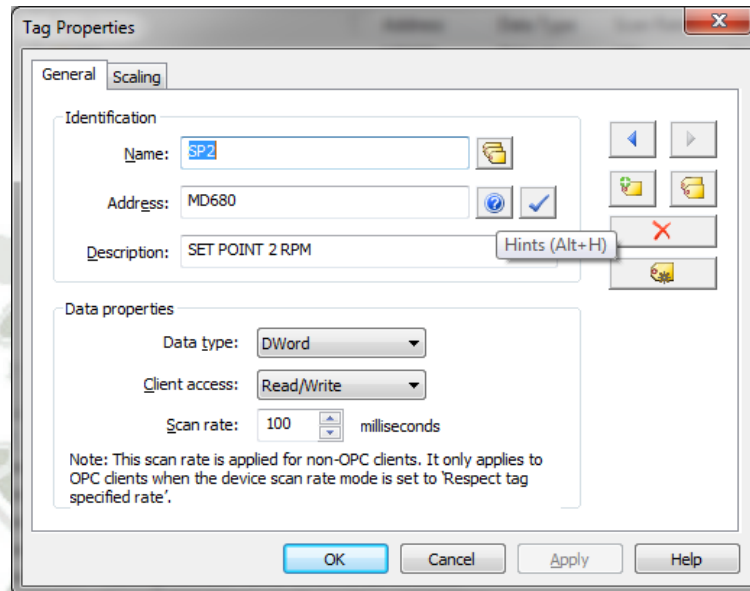 Tag Properties
General
Scaling
Identification
Name:
SP2
Address:
MD680
Hints (Alt+H)
Description:
SET POINT 2 RPM
Data properties
Data type:
DWord
Client access:
Read/Write
Scan rate:
100
milliseconds
Note: This scan rate is applied for non-OPC clients. It only applies to
OPC clients when the device scan rate mode is set to 'Respect tag
specified rate'.
OK
Cancel
Apply
Help